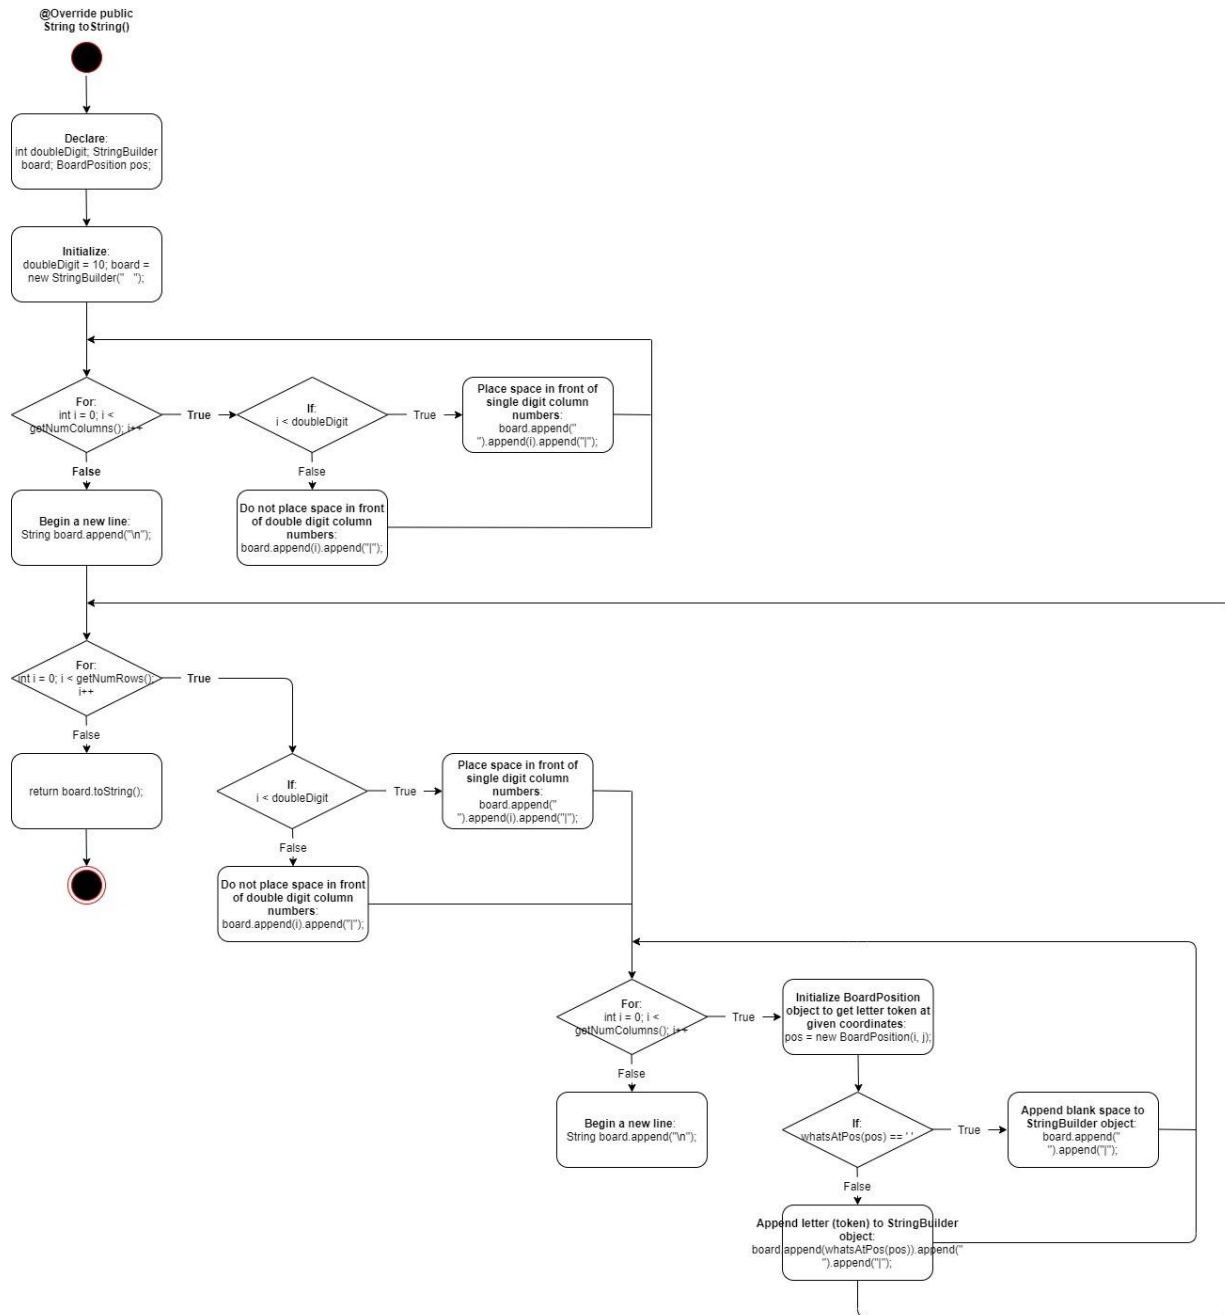 @Override public
String toString()
Declare:
int doubleDigit; StringBuilder
board; BoardPosition pos;
Initialize:
doubleDigit = 10; board =
new StringBuilder("   ");
For:
int i = 0; i <
getNumColumns(); i++
True
If:
i < doubleDigit
True
Place space in front of
single digit column
numbers:
board.append("
").append(i).append("|");
False
Begin a new line:
String board.append("\n");
False
Do not place space in front
of double digit column
numbers:
board.append(i).append("|");
For:
int i = 0; i < getNumRows();
i++
True
False
return board.toString();
If:
i < doubleDigit
True
Place space in front of
single digit column
numbers:
board.append("
").append(i).append("|");
False
Do not place space in front
of double digit column
numbers:
board.append(i).append("|");
For:
int i = 0; i <
getNumColumns(); i++
True
Initialize BoardPosition
object to get letter token at
given coordinates:
pos = new BoardPosition(i, j);
False
Begin a new line:
String board.append("\n");
If:
whatsAtPos(pos) == ' '
True
Append blank space to
StringBuilder object:
board.append("
").append("|");
False
Append letter (token) to StringBuilder
object:
board.append(whatsAtPos(pos)).append("
").append("|");